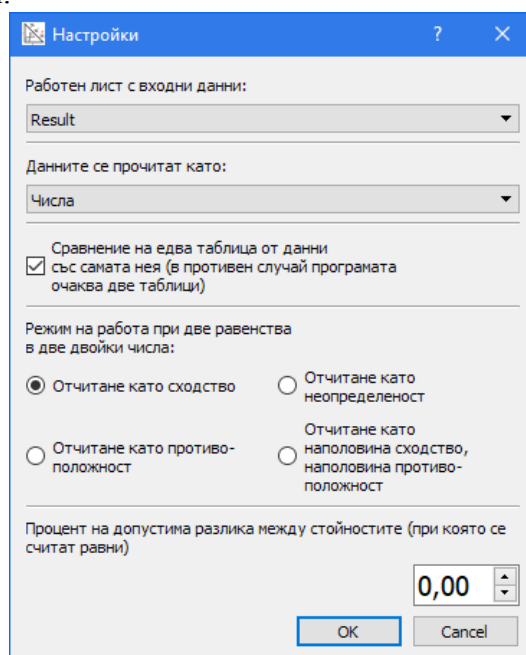 Настройки
?
Работен лист с входни данни:
Result
Данните се прочитат като:
Числа
Сравнение на едва таблица от данни
със самата нея (в противен случай програмата
очаква две таблици)
Режим на работа при две равенства
в две двойки числа:
Отчитане като сходство
Отчитане като
неопределеност
Отчитане като противо-
положност
Отчитане като
наполовина сходство,
наполовина противо-
положност
Процент на допустима разлика между стойностите (при която се
считат равни)
0,00
OK
Cancel